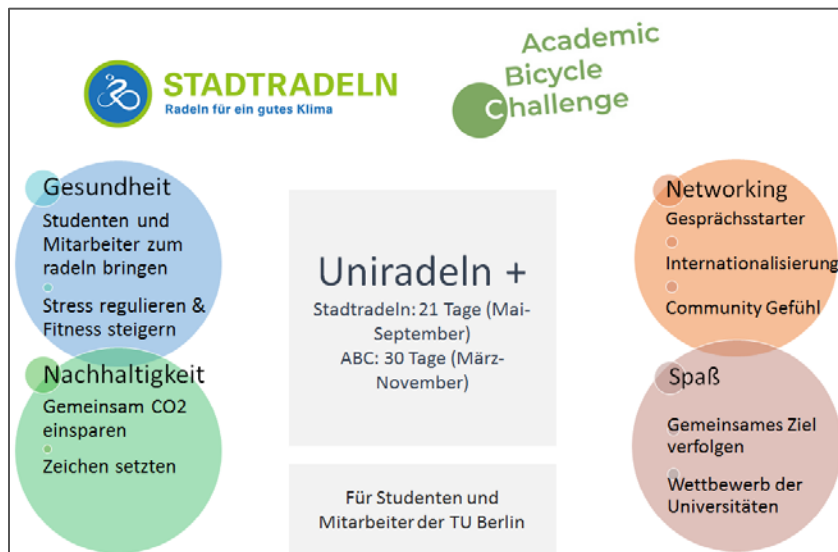 STADTRADELN
Radeln für ein gutes Klima
Academic
Bicycle
Challenge
Gesundheit
Studenten und
Mitarbeiter zum
radeln bringen
Stress regulieren &
Fitness steigern
Nachhaltigkeit
Gemeinsam CO2
einsparen
Zeichen setzten
Uniradeln +
Stadtradeln: 21 Tage (Mai-
September)
ABC: 30 Tage (März-
November)
Für Studenten und
Mitarbeiter der TU Berlin
Networking
Gesprächsstarter
Internationalisierung
Community Gefühl
Spaß
Gemeinsames Ziel
verfolgen
Wettbewerb der
Universitäten